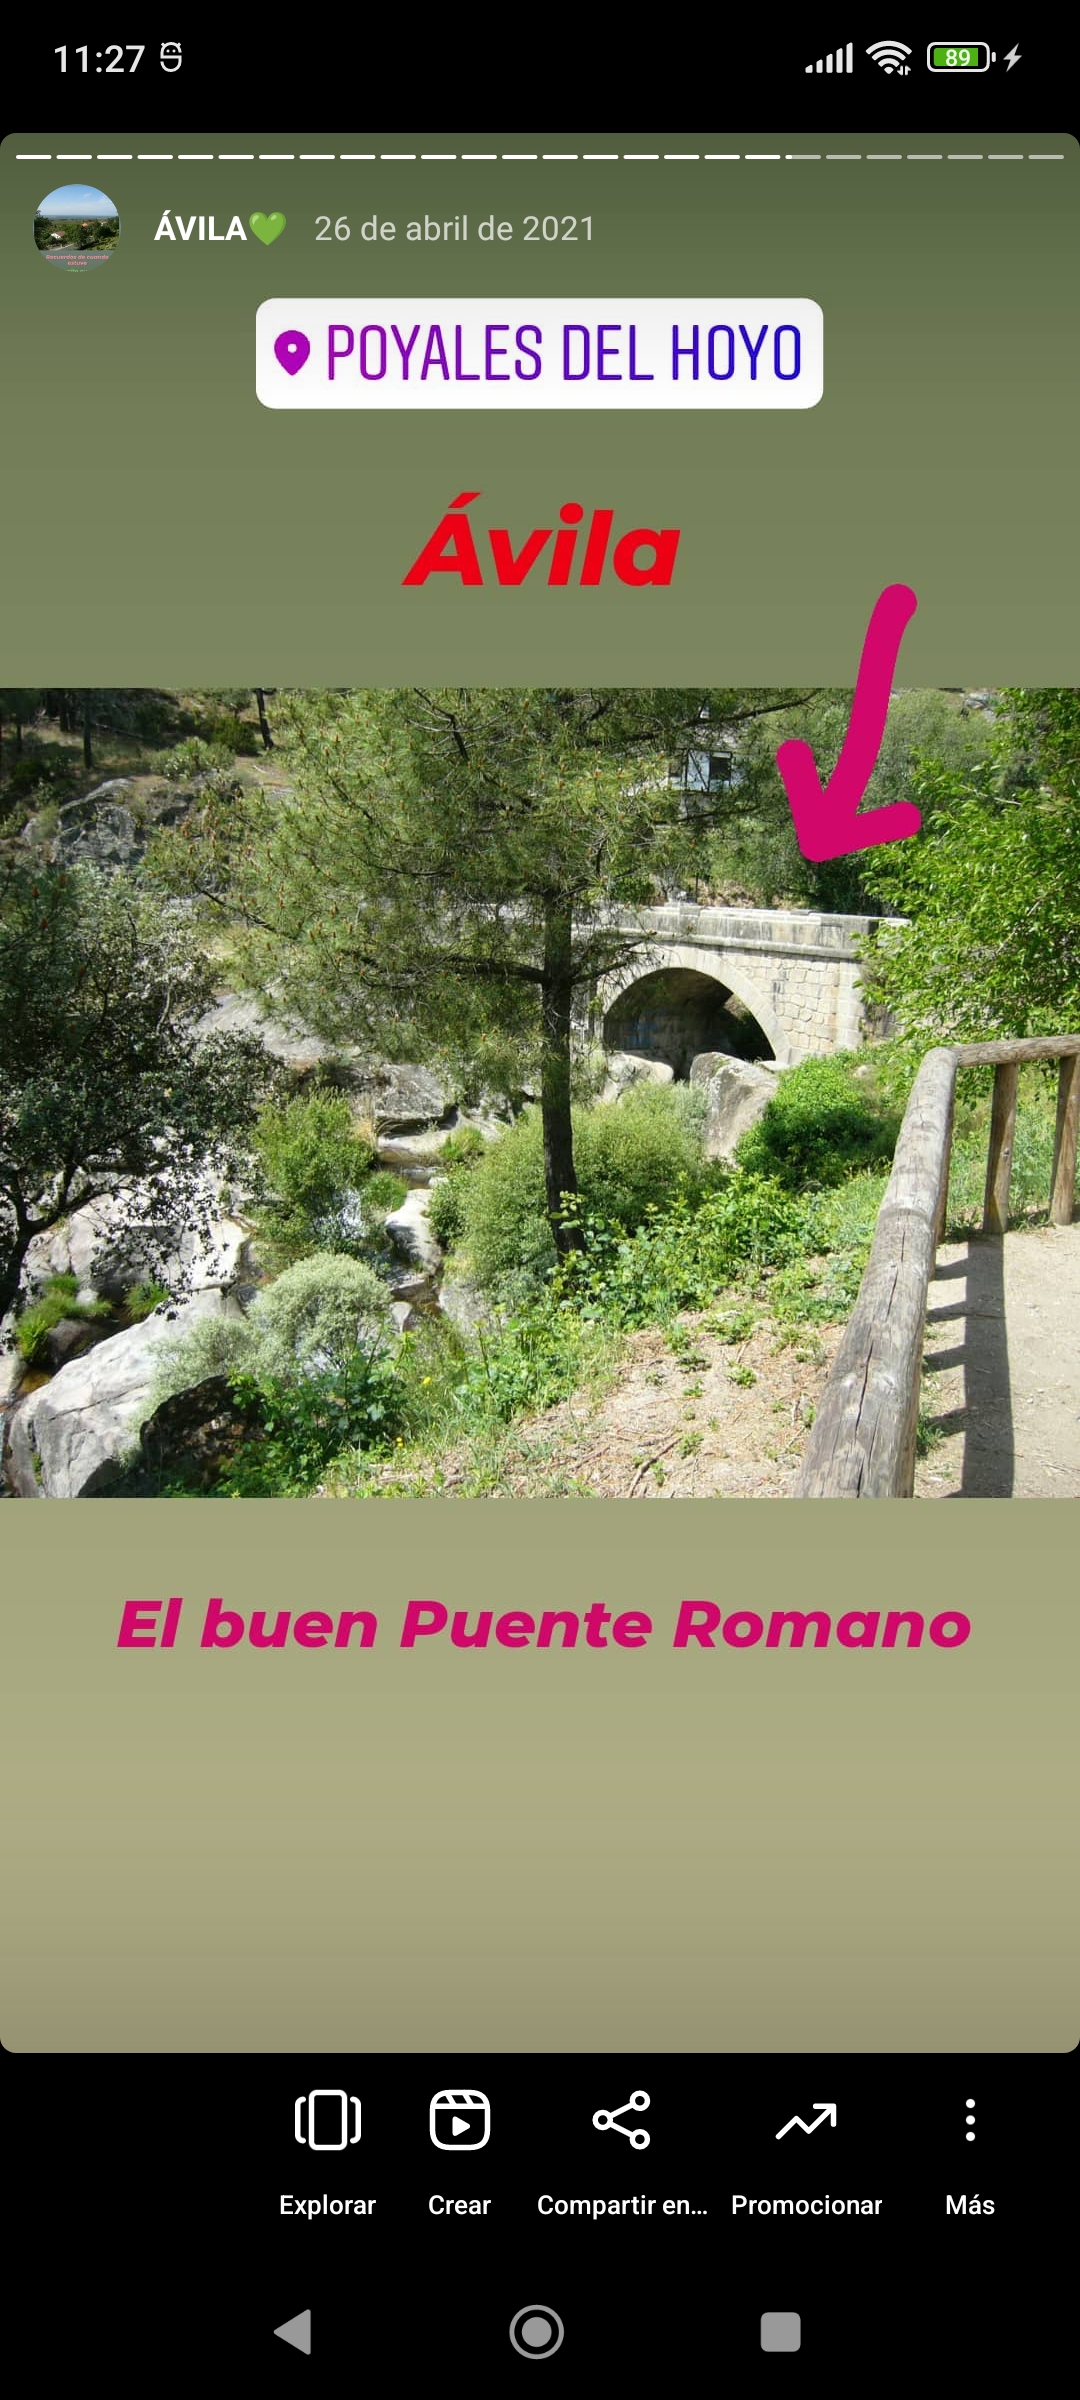 11:27
89
ÁVILA💚 26 de abril de 2021
POYALES DEL HOYO
Ávila
El buen Puente Romano
Explorar
Crear
Compartir en...
Promocionar
Más